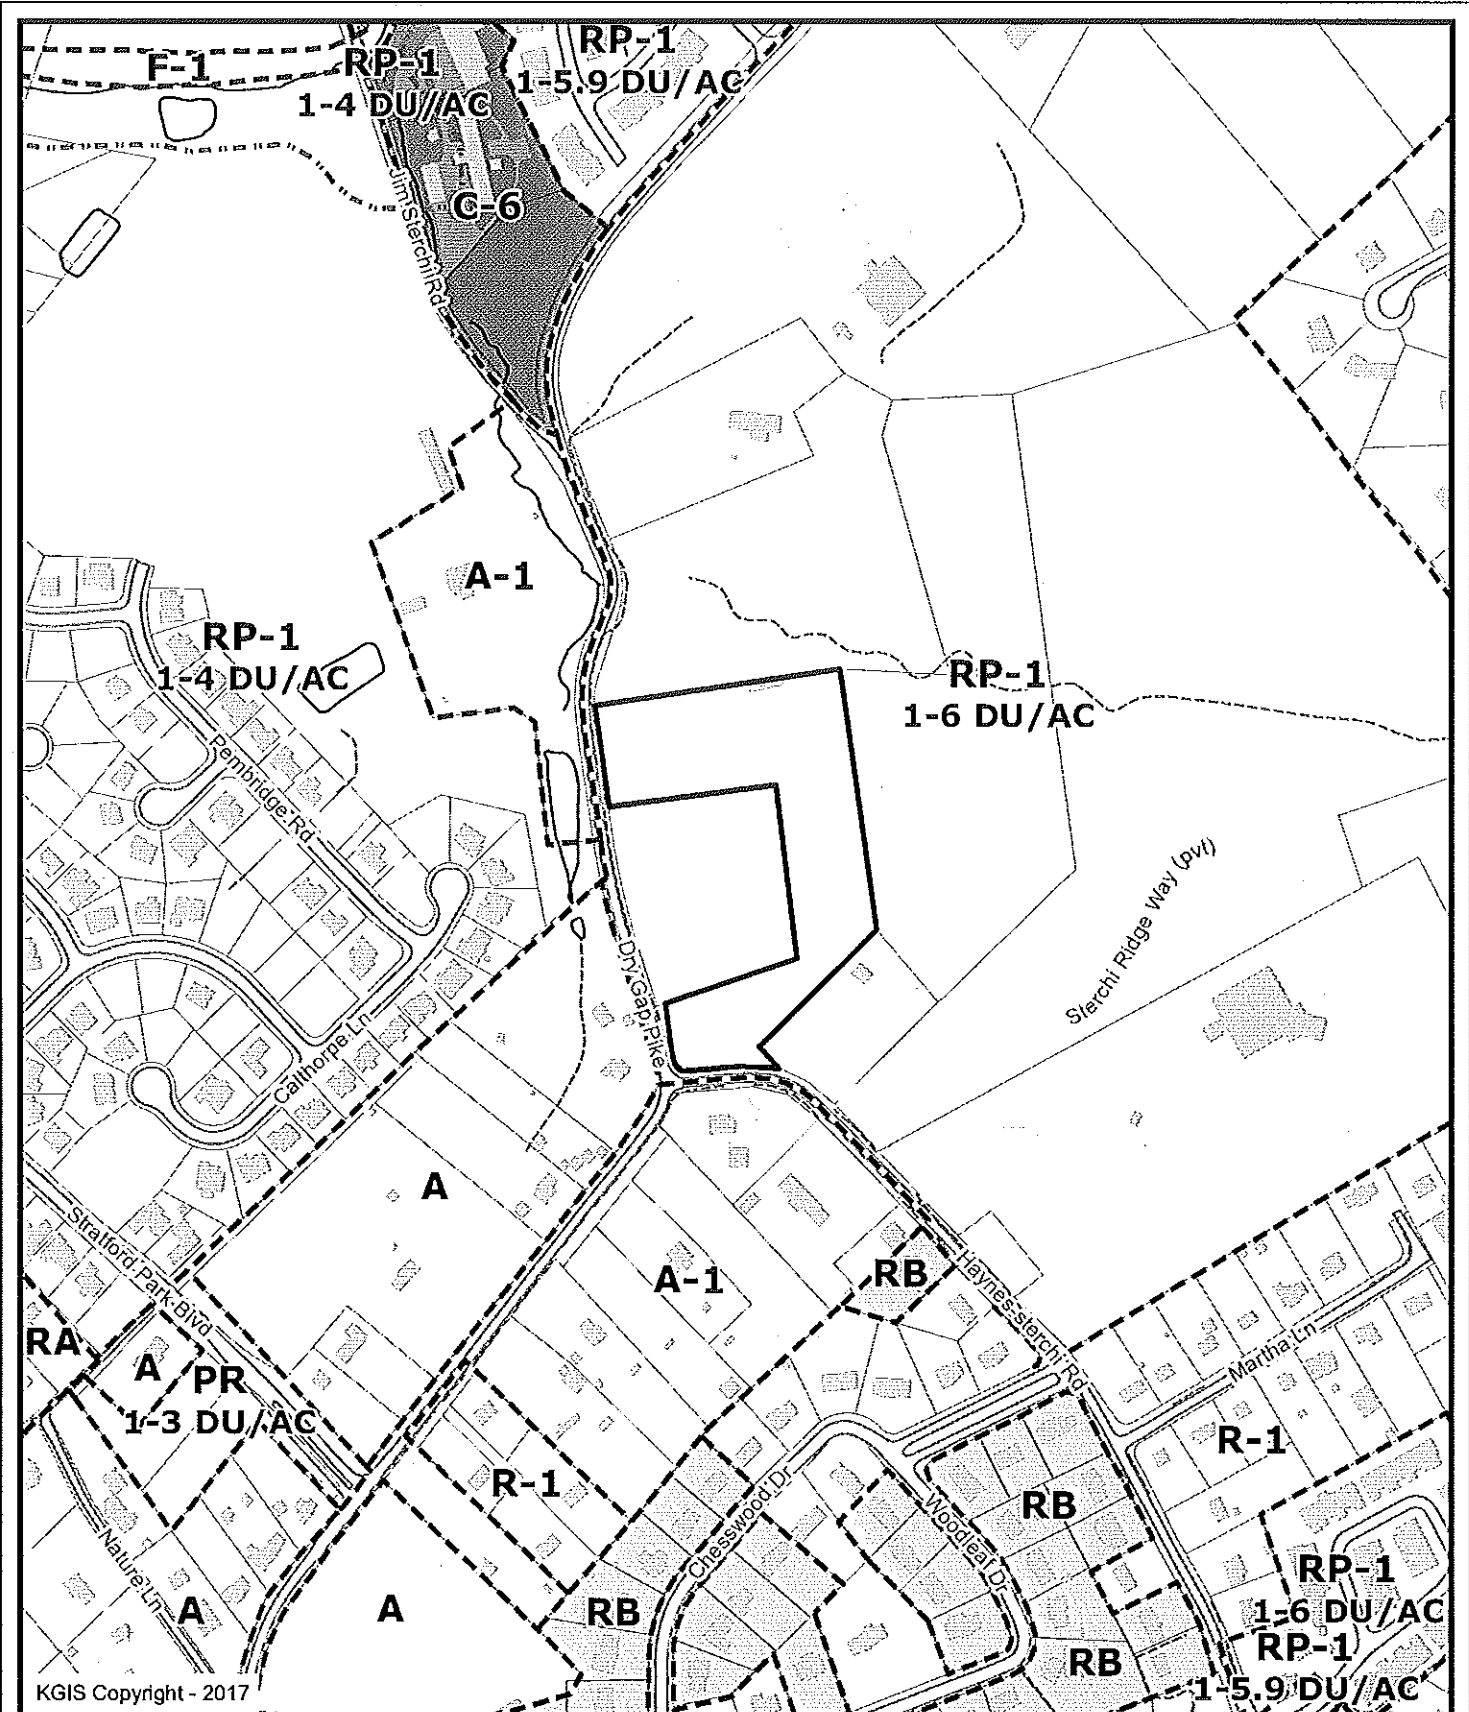 F-1
RP-1
1-4 DU/AC
RP-1
1-5.9 DU/AC
C-6
Jim Sterchi Rd
A-1
RP-1
1-4 DU/AC
RP-1
1-6 DU/AC
Pembridge Rd
Sterchi Ridge Way (pvt)
Dry Gap Pike
Calthorpe Ln
A
Stratford Park Blvd
A-1
RB
Haynes-sterchi Rd
Martha Ln
RA
A
PR
1-3 DU/AC
R-1
R-1
Chesswood Dr
Woodleaf Dr
RB
Nature Ln
A
A
RB
RP-1
1-6 DU/AC
RP-1
1-5.9 DU/AC
RB
KGIS Copyright - 2017